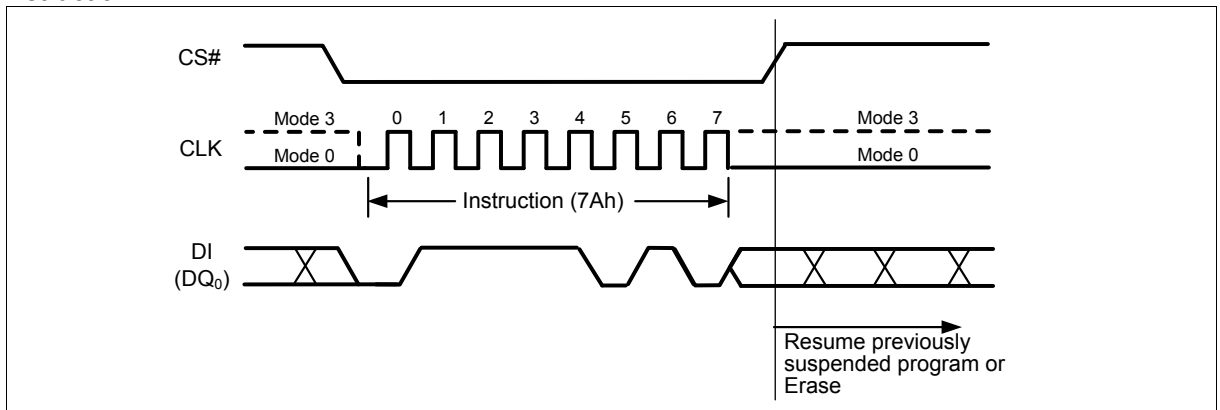 CS#
Mode 3
0 1 2 3 4 5 6 7
Mode 3
CLK
Mode 0
Mode 0
Instruction (7Ah)
DI
(DQ₀)
Resume previously
suspended program or
Erase